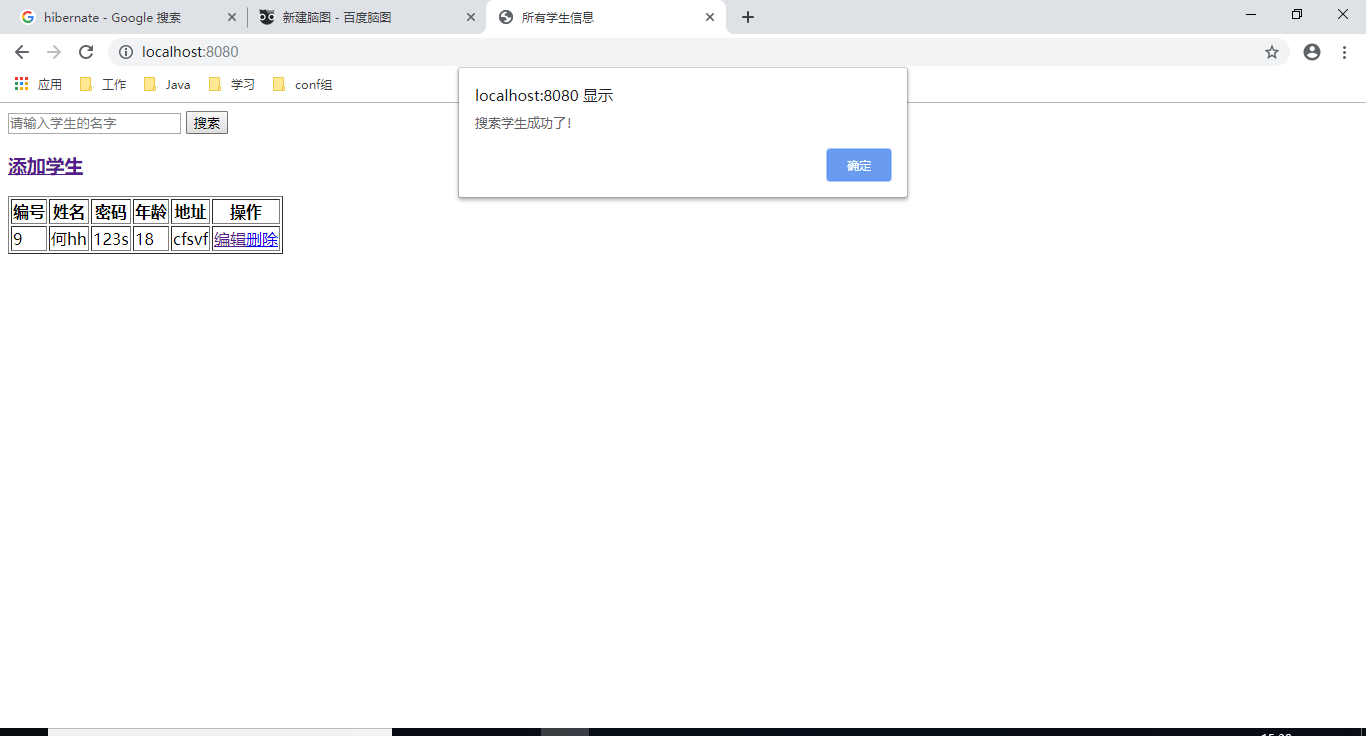 hibernate - Google 搜索
新建脑图 - 百度脑图
所有学生信息
localhost:8080
应用 工作 Java 学习 conf组
localhost:8080 显示
搜索学生成功了!
确定
请输入学生的名字 搜索
添加学生
编号 姓名 密码 年龄 地址 操作
9 何hh 123s 18 cfsvf 编辑删除